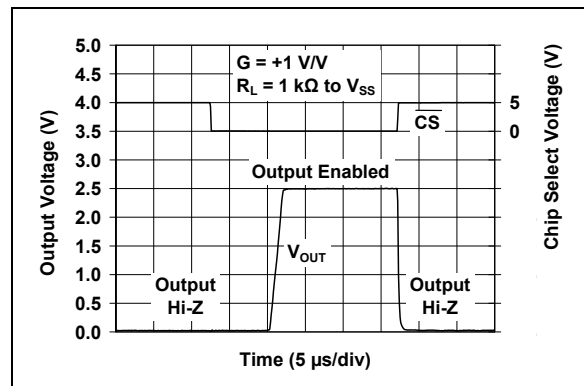 5.0
4.5
4.0
3.5
3.0
2.5
2.0
1.5
1.0
0.5
0.0
Output Voltage (V)
G = +1 V/V
R_L = 1 kΩ to V_SS
CS
Output Enabled
V_OUT
Output
Hi-Z
Output
Hi-Z
5
0
Chip Select Voltage (V)
Time (5 µs/div)